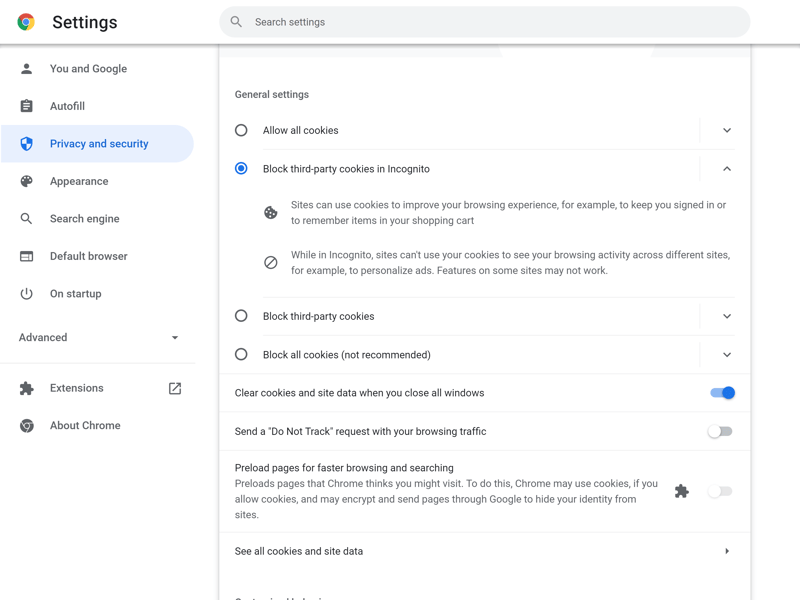 Settings
Search settings
You and Google
Autofill
Privacy and security
Appearance
Search engine
Default browser
On startup
Advanced
Extensions
About Chrome
General settings
Allow all cookies
Block third-party cookies in Incognito
Sites can use cookies to improve your browsing experience, for example, to keep you signed in or
to remember items in your shopping cart
While in Incognito, sites can't use your cookies to see your browsing activity across different sites,
for example, to personalize ads. Features on some sites may not work.
Block third-party cookies
Block all cookies (not recommended)
Clear cookies and site data when you close all windows
Send a "Do Not Track" request with your browsing traffic
Preload pages for faster browsing and searching
Preloads pages that Chrome thinks you might visit. To do this, Chrome may use cookies, if you
allow cookies, and may encrypt and send pages through Google to hide your identity from
sites.
See all cookies and site data